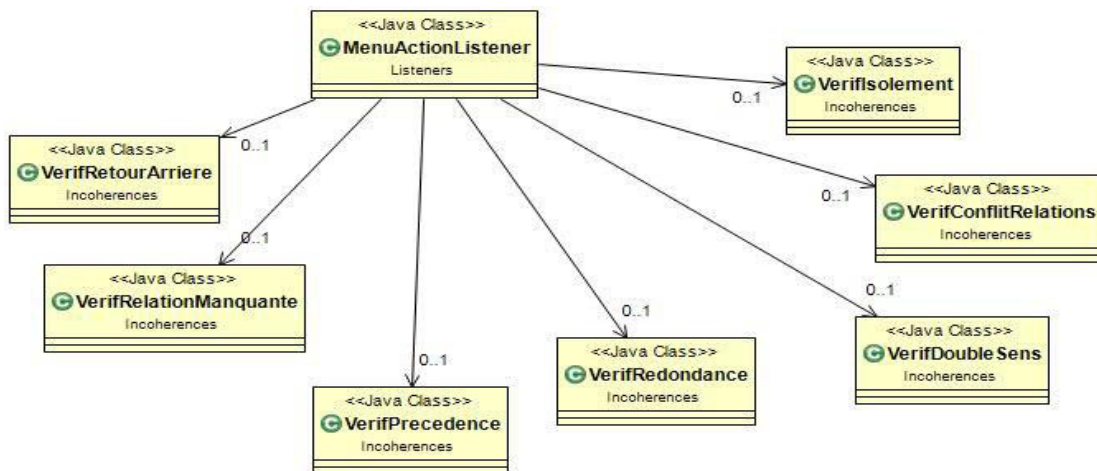 <<Java Class>>
C MenuActionListener
Listeners
<<Java Class>>
C VerifIsolement
Incoherences
0..1
<<Java Class>>
C VerifRetourArriere
Incoherences
0..1
<<Java Class>>
C VerifConflitRelations
Incoherences
0..1
<<Java Class>>
C VerifRelationManquante
Incoherences
0..1
<<Java Class>>
C VerifDoubleSens
Incoherences
0..1
<<Java Class>>
C VerifRedondance
Incoherences
0..1
<<Java Class>>
C VerifPrecedence
Incoherences
0..1